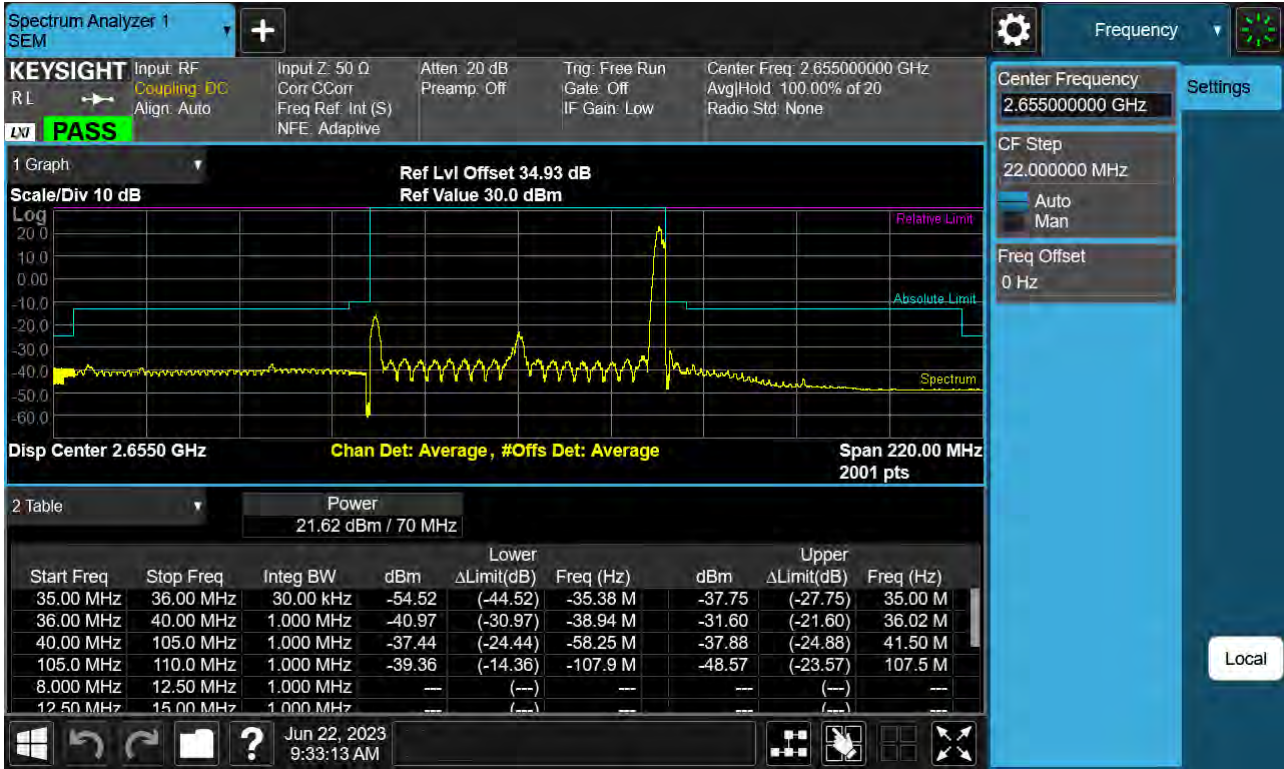 Spectrum Analyzer 1
SEM
Frequency
KEYSIGHT
R L
LXI
PASS
Input: RF
Coupling: DC
Align: Auto
Input Z: 50 Ω
Corr CCorr
Freq Ref: Int (S)
NFE: Adaptive
Atten: 20 dB
Preamp: Off
Trig: Free Run
Gate: Off
IF Gain: Low
Center Freq: 2.655000000 GHz
Avg|Hold: 100.00% of 20
Radio Std: None
Center Frequency
2.655000000 GHz
Settings
CF Step
22.000000 MHz
Auto
Man
Freq Offset
0 Hz
Local
1 Graph
Scale/Div 10 dB
Ref Lvl Offset 34.93 dB
Ref Value 30.0 dBm
Log
20.0
10.0
0.00
-10.0
-20.0
-30.0
-40.0
-50.0
-60.0
Relative Limit
Absolute Limit
Spectrum
Disp Center 2.6550 GHz
Chan Det: Average, #Offs Det: Average
Span 220.00 MHz
2001 pts
2 Table
Power
21.62 dBm / 70 MHz
Lower Upper
Start Freq Stop Freq Integ BW dBm ΔLimit(dB) Freq (Hz) dBm ΔLimit(dB) Freq (Hz)
35.00 MHz 36.00 MHz 30.00 kHz -54.52 (-44.52) -35.38 M -37.75 (-27.75) 35.00 M
36.00 MHz 40.00 MHz 1.000 MHz -40.97 (-30.97) -38.94 M -31.60 (-21.60) 36.02 M
40.00 MHz 105.0 MHz 1.000 MHz -37.44 (-24.44) -58.25 M -37.88 (-24.88) 41.50 M
105.0 MHz 110.0 MHz 1.000 MHz -39.36 (-14.36) -107.9 M -48.57 (-23.57) 107.5 M
8.000 MHz 12.50 MHz 1.000 MHz --- (---) --- --- (---) ---
12.50 MHz 15.00 MHz 1.000 MHz --- (---) --- --- (---) ---
?
Jun 22, 2023
9:33:13 AM